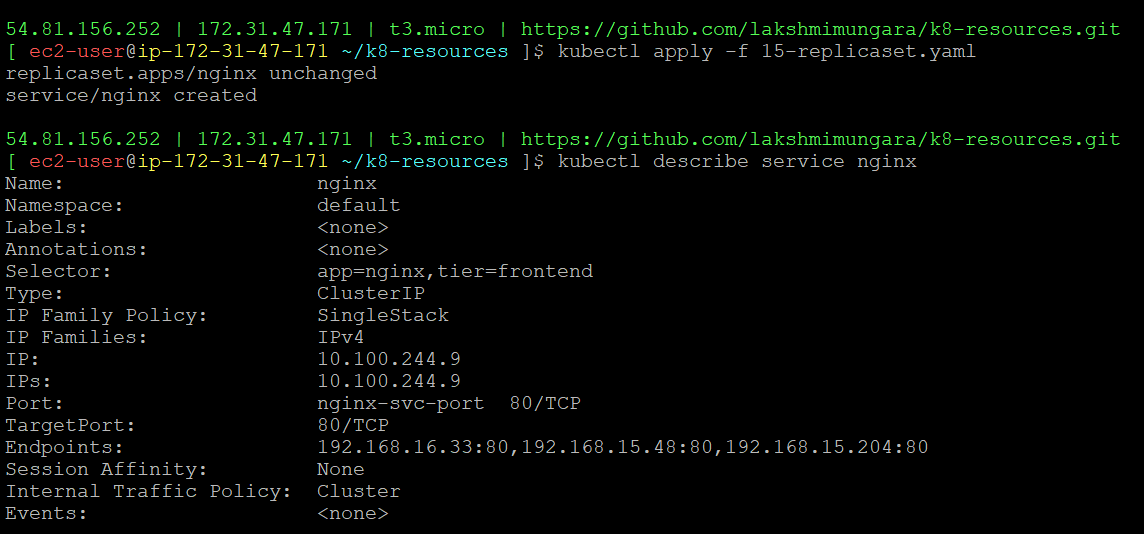 54.81.156.252 | 172.31.47.171 | t3.micro | https://github.com/lakshmimungara/k8-resources.git
[ ec2-user@ip-172-31-47-171 ~/k8-resources ]$ kubectl apply -f 15-replicaset.yaml
replicaset.apps/nginx unchanged
service/nginx created
54.81.156.252 | 172.31.47.171 | t3.micro | https://github.com/lakshmimungara/k8-resources.git
[ ec2-user@ip-172-31-47-171 ~/k8-resources ]$ kubectl describe service nginx
Name:                     nginx
Namespace:                default
Labels:                   <none>
Annotations:              <none>
Selector:                 app=nginx,tier=frontend
Type:                     ClusterIP
IP Family Policy:         SingleStack
IP Families:              IPv4
IP:                       10.100.244.9
IPs:                      10.100.244.9
Port:                     nginx-svc-port  80/TCP
TargetPort:               80/TCP
Endpoints:                192.168.16.33:80,192.168.15.48:80,192.168.15.204:80
Session Affinity:         None
Internal Traffic Policy:  Cluster
Events:                   <none>